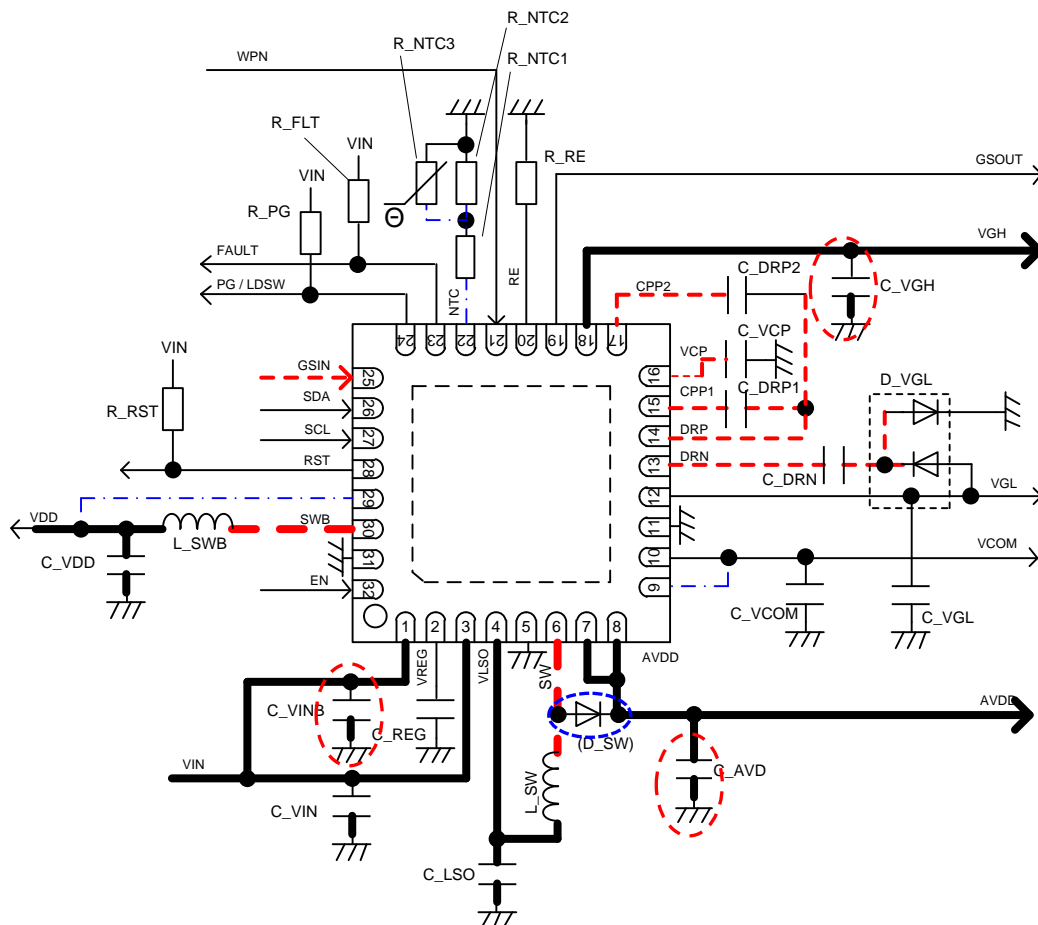 R_NTC2
R_NTC3
WPN
R_NTC1
R_FLT
VIN
R_RE
GSOUT
VIN
R_PG
Θ
VGH
FAULT
C_DRP2
PG / LDSW
NTC
RE
CPP2
C_VGH
24
23
22
21
20
19
18
17
C_VCP
VIN
VCP
GSIN
25
16
D_VGL
C_DRP1
CPP1
R_RST
SDA
26
15
SCL
27
14
DRP
RST
28
13
DRN
C_DRN
29
12
VGL
VDD
SWB
30
11
L_SWB
VCOM
C_VDD
31
10
EN
32
9
C_VCOM
C_VGL
1
2
3
4
5
6
7
8
AVDD
VREG
VLSO
SW
C_VINB
AVDD
C_REG
(D_SW)
VIN
C_AVD
L_SW
C_VIN
C_LSO